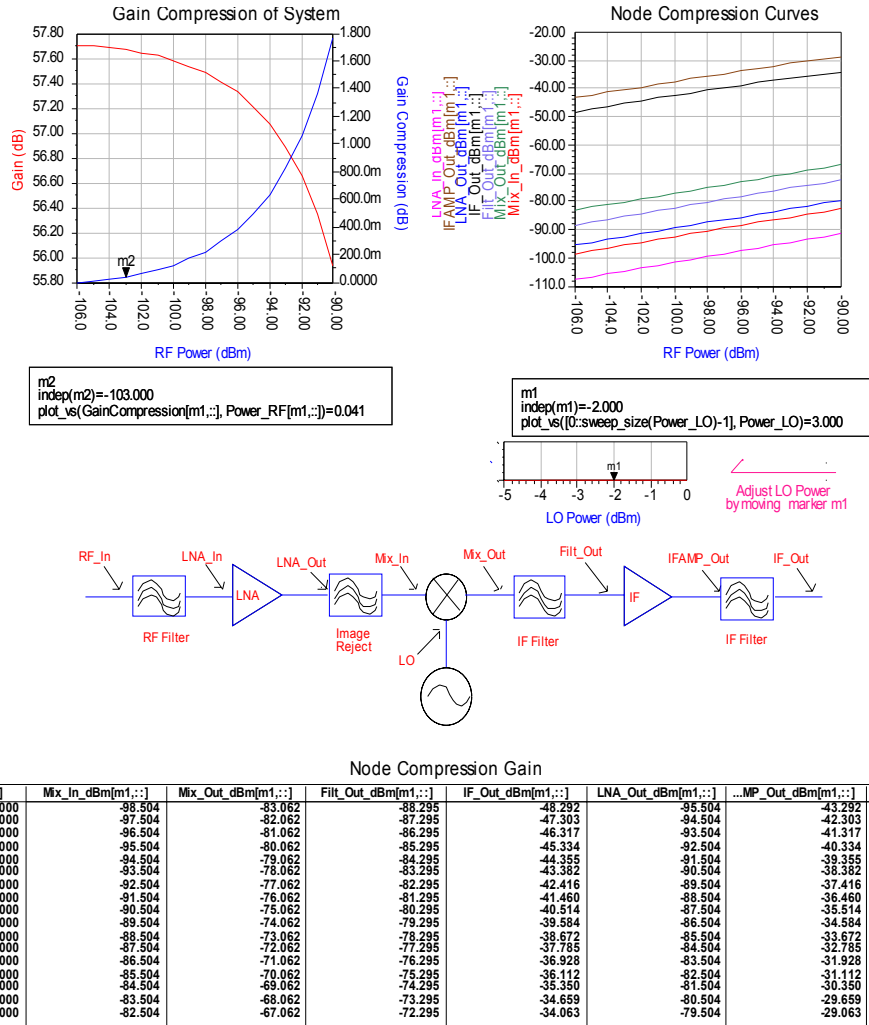 Gain Compression of System
Node Compression Curves
57.80
57.60
57.40
57.20
57.00
56.80
56.60
56.40
56.20
56.00
55.80
Gain (dB)
1.800
1.600
1.400
1.200
1.000
800.0m
600.0m
400.0m
200.0m
0.0000
Gain Compression (dB)
m2
-106.0
-104.0
-102.0
-100.0
-98.00
-96.00
-94.00
-92.00
-90.00
RF Power (dBm)
LNA_In_dBm[m1,::]
IFAMP_Out_dBm[m1,::]
LNA_Out_dBm[m1,::]
IF_Out_dBm[m1,::]
Filt_Out_dBm[m1,::]
Mix_Out_dBm[m1,::]
Mix_In_dBm[m1,::]
-20.00
-40.00
-60.00
-70.00
-80.00
-90.00
-100.0
-110.0
-106.0
-104.0
-102.0
-100.0
-98.00
-96.00
-94.00
-92.00
-90.00
RF Power (dBm)
m2
indep(m2)=-103.000
plot_vs(GainCompression[m1,::], Power_RF[m1,::])=0.041
m1
indep(m1)=-2.000
plot_vs([0::sweep_size(Power_LO)-1], Power_LO)=3.000
m1
-5 -4 -3 -2 -1 0
LO Power (dBm)
Adjust LO Power
by moving marker m1
RF_In LNA_In LNA_Out Mix_In Mix_Out Filt_Out IFAMP_Out IF_Out
LNA IF
RF Filter Image IF Filter IF Filter
Reject
LO
Node Compression Gain
] Mix_In_dBm[m1,::] Mix_Out_dBm[m1,::] Filt_Out_dBm[m1,::] IF_Out_dBm[m1,::] LNA_Out_dBm[m1,::] ...MP_Out_dBm[m1,::]
000 -98.504 -83.062 -88.295 -48.292 -95.504 -43.292
000 -97.504 -82.062 -87.295 -47.303 -94.504 -42.303
000 -96.504 -81.062 -86.295 -46.317 -93.504 -41.317
000 -95.504 -80.062 -85.295 -45.334 -92.504 -40.334
000 -94.504 -79.062 -84.295 -44.355 -91.504 -39.355
000 -93.504 -78.062 -83.295 -43.382 -90.504 -38.382
000 -92.504 -77.062 -82.295 -42.416 -89.504 -37.416
000 -91.504 -76.062 -81.295 -41.460 -88.504 -36.460
000 -90.504 -75.062 -80.295 -40.514 -87.504 -35.514
000 -89.504 -74.062 -79.295 -39.584 -86.504 -34.584
000 -88.504 -73.062 -78.295 -38.672 -85.504 -33.672
000 -87.504 -72.062 -77.295 -37.785 -84.504 -32.785
000 -86.504 -71.062 -76.295 -36.928 -83.504 -31.928
000 -85.504 -70.062 -75.295 -36.112 -82.504 -31.112
000 -84.504 -69.062 -74.295 -35.350 -81.504 -30.350
000 -83.504 -68.062 -73.295 -34.659 -80.504 -29.659
000 -82.504 -67.062 -72.295 -34.063 -79.504 -29.063